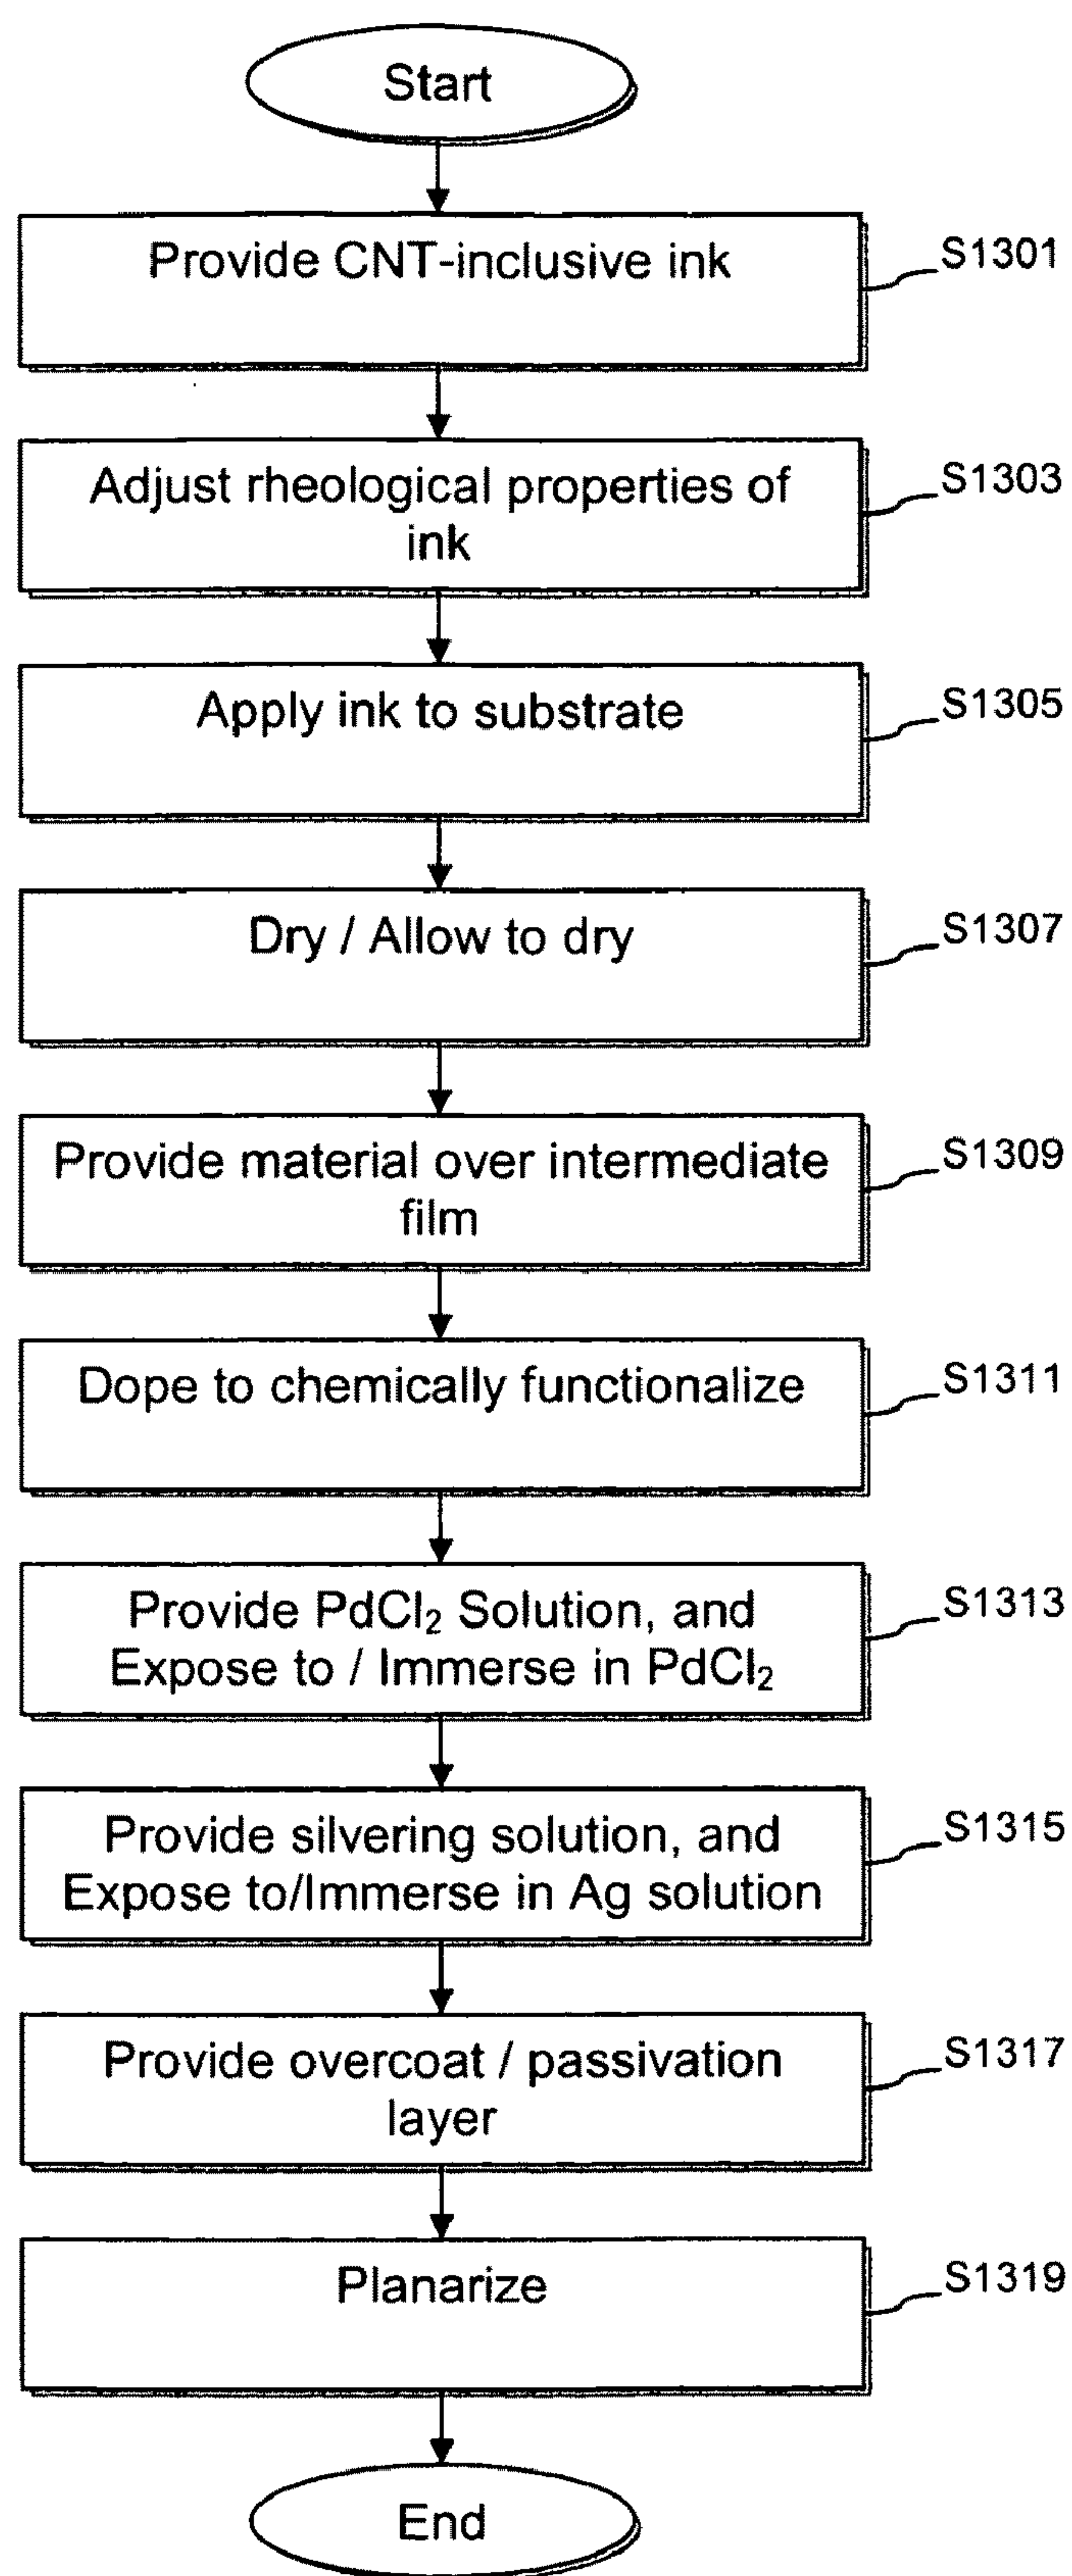 Start
Provide CNT-inclusive ink
S1301
Adjust rheological properties of
ink
S1303
Apply ink to substrate
S1305
Dry / Allow to dry
S1307
Provide material over intermediate
film
S1309
Dope to chemically functionalize
S1311
Provide PdCl₂ Solution, and
Expose to / Immerse in PdCl₂
S1313
Provide silvering solution, and
Expose to/Immerse in Ag solution
S1315
Provide overcoat / passivation
layer
S1317
Planarize
S1319
End